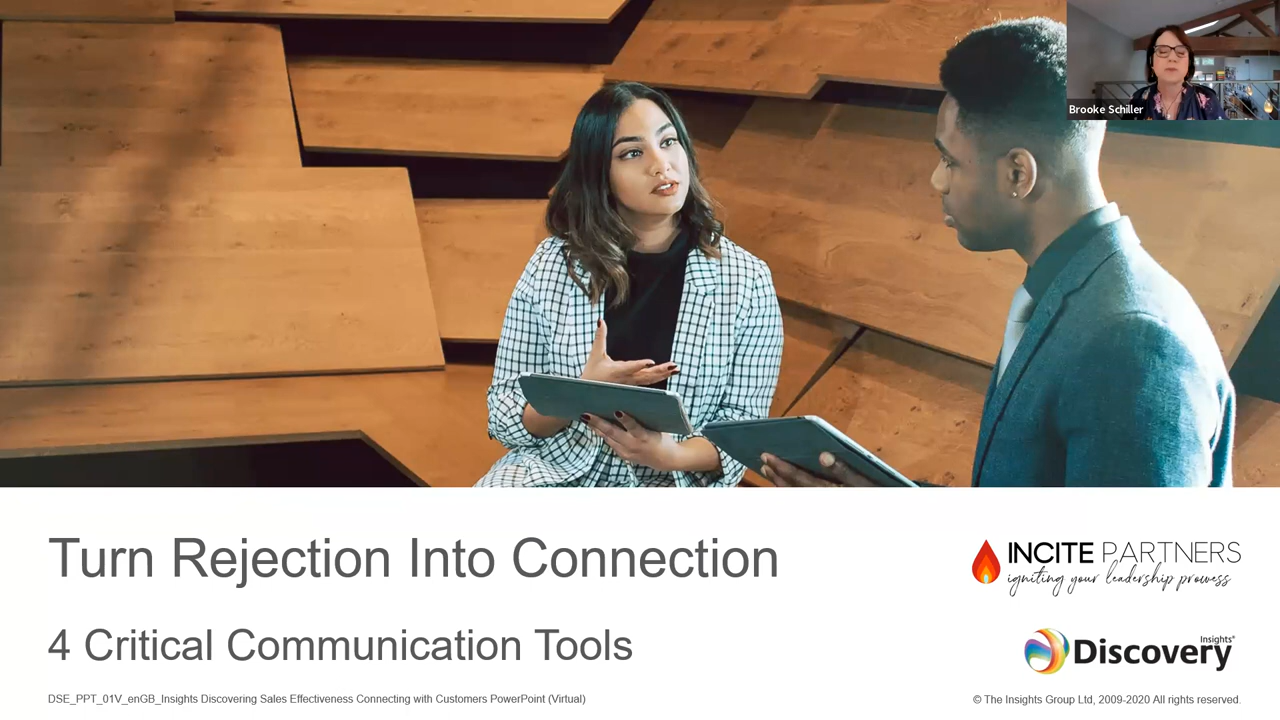 Brooke Schiller
Turn Rejection Into Connection
INCITE PARTNERS
igniting your leadership prowess
4 Critical Communication Tools
Insights®
Discovery
DSE_PPT_01V_enGB_Insights Discovering Sales Effectiveness Connecting with Customers PowerPoint (Virtual)
© The Insights Group Ltd, 2009-2020 All rights reserved.